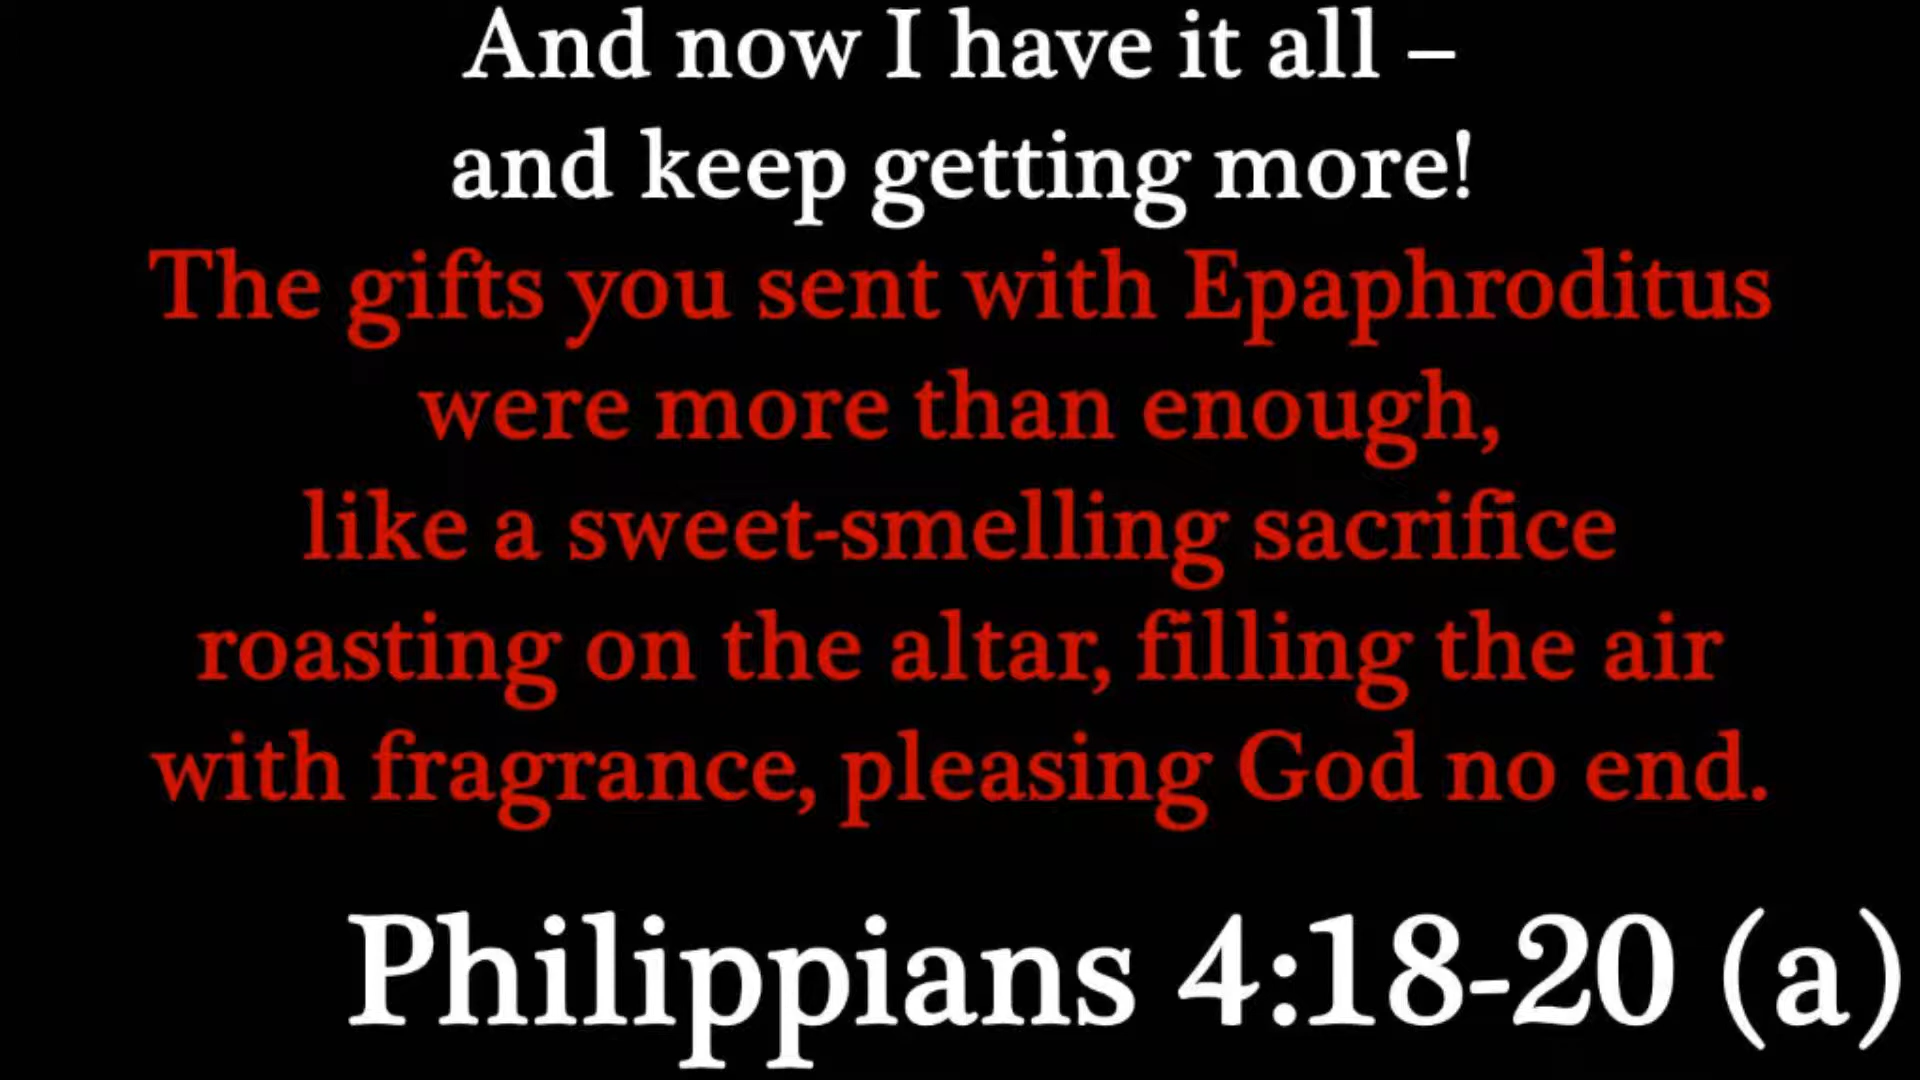 And now I have it all –
and keep getting more!
The gifts you sent with Epaphroditus
were more than enough,
like a sweet-smelling sacrifice
roasting on the altar, filling the air
with fragrance, pleasing God no end.
Philippians 4:18-20 (a)